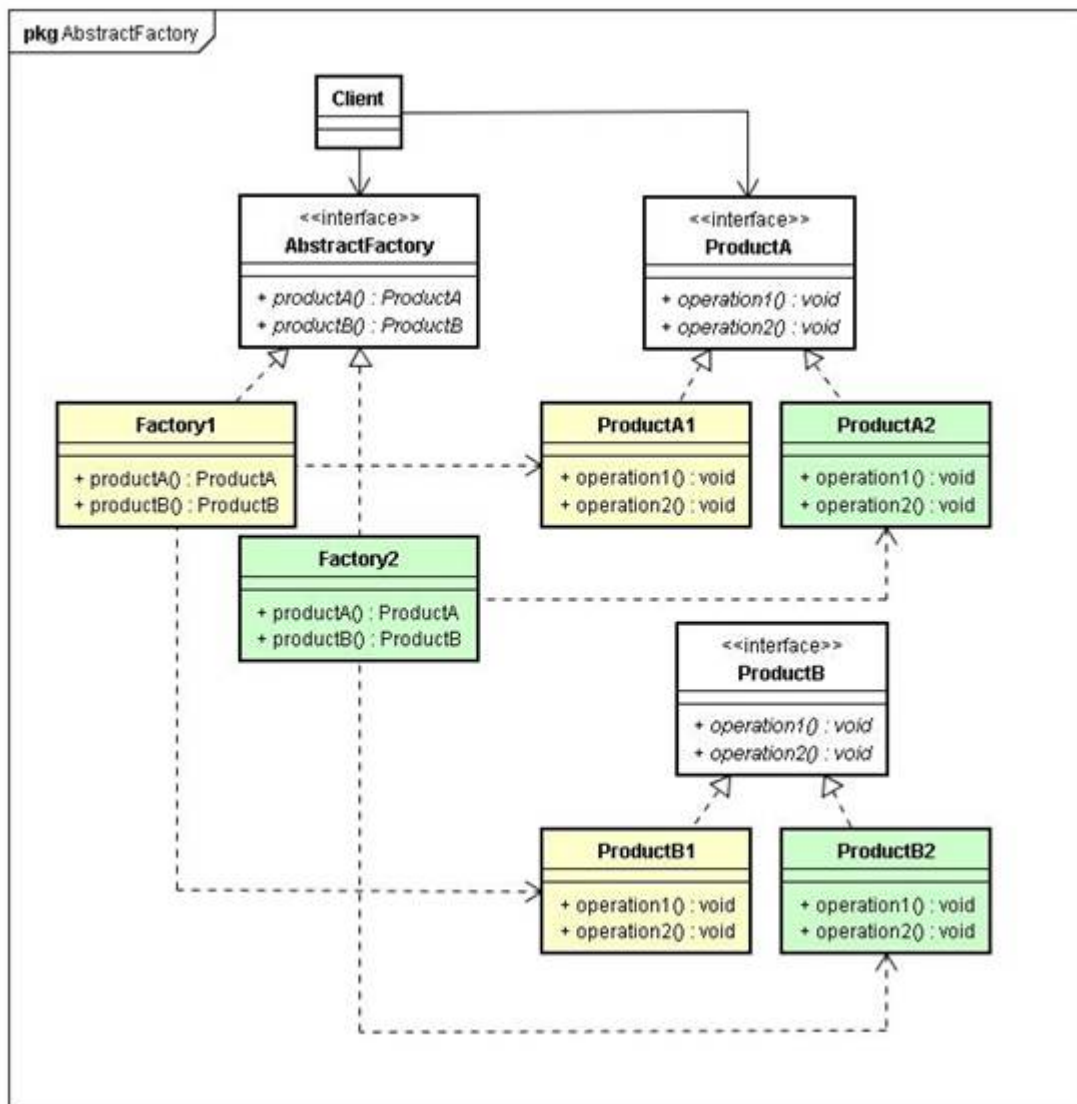 pkg AbstractFactory
Client
<<interface>>
AbstractFactory
+ productA() : ProductA
+ productB() : ProductB
<<interface>>
ProductA
+ operation1() : void
+ operation2() : void
Factory1
+ productA() : ProductA
+ productB() : ProductB
ProductA1
+ operation1() : void
+ operation2() : void
ProductA2
+ operation1() : void
+ operation2() : void
Factory2
+ productA() : ProductA
+ productB() : ProductB
<<interface>>
ProductB
+ operation1() : void
+ operation2() : void
ProductB1
+ operation1() : void
+ operation2() : void
ProductB2
+ operation1() : void
+ operation2() : void